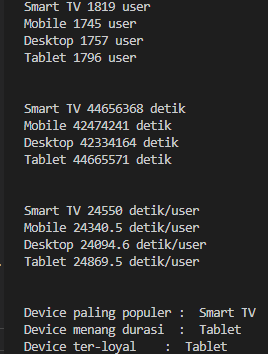 Smart TV 1819 user
Mobile 1745 user
Desktop 1757 user
Tablet 1796 user
Smart TV 44656368 detik
Mobile 42474241 detik
Desktop 42334164 detik
Tablet 44665571 detik
Smart TV 24550 detik/user
Mobile 24340.5 detik/user
Desktop 24094.6 detik/user
Tablet 24869.5 detik/user
Device paling populer :  Smart TV
Device menang durasi  :  Tablet
Device ter-loyal    :  Tablet